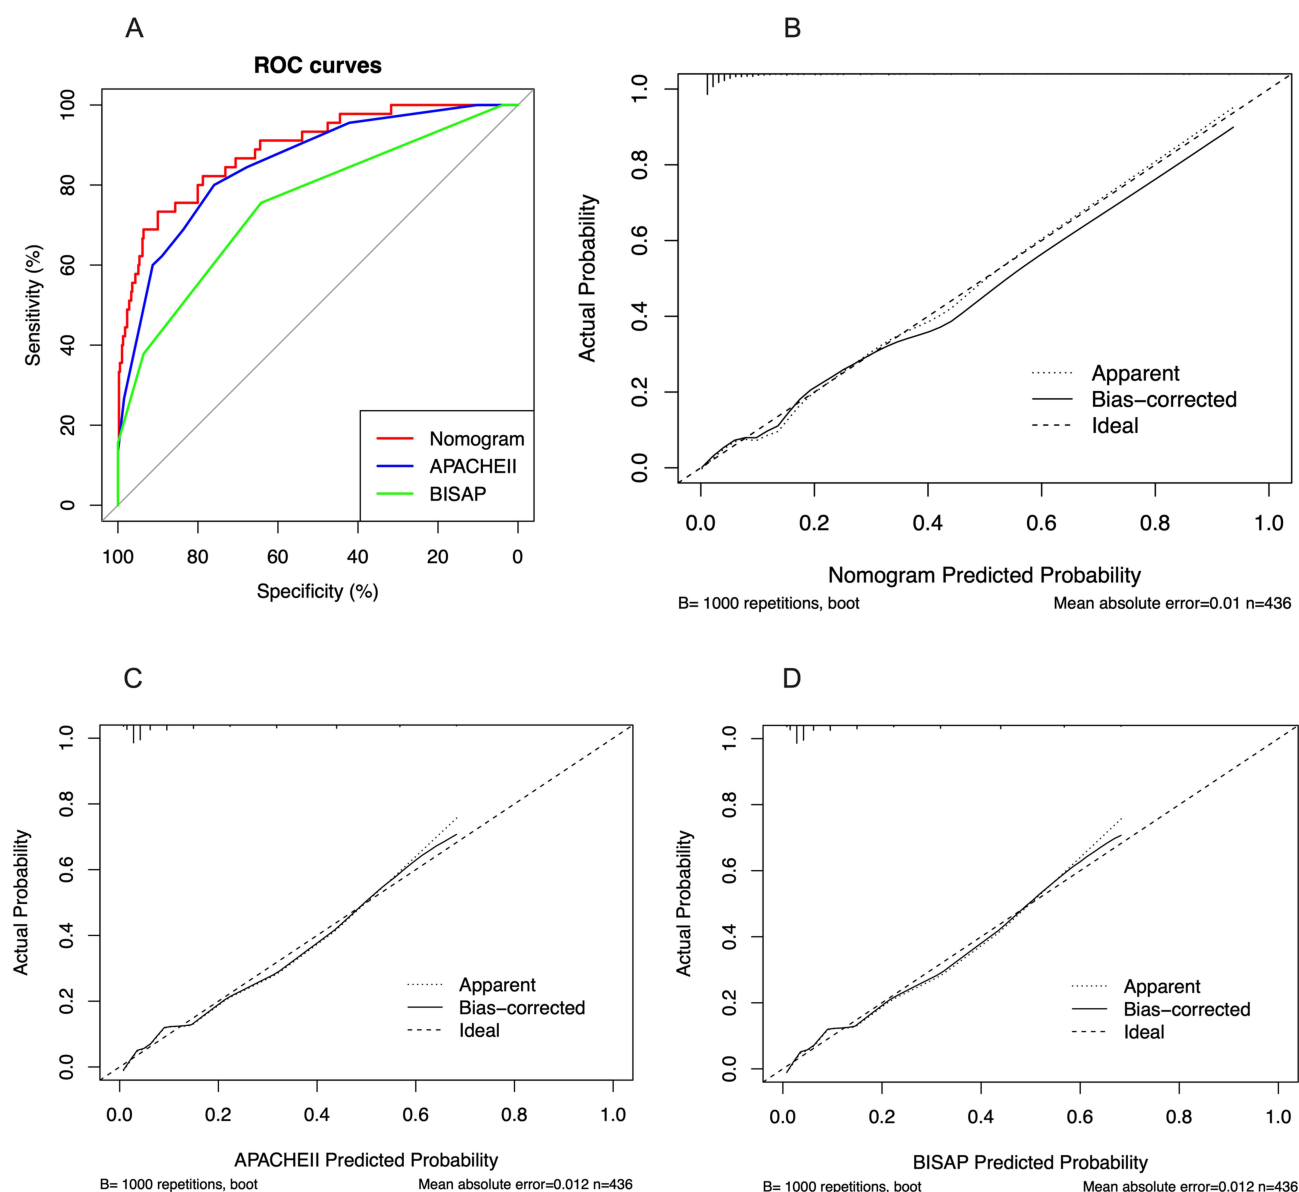 A
ROC curves
100
80
60
40
20
0
Sensitivity (%)
Nomogram
APACHEII
BISAP
100 80 60 40 20 0
Specificity (%)
B
1.0
0.8
0.6
0.4
0.2
0.0
Actual Probability
Apparent
Bias-corrected
Ideal
0.0 0.2 0.4 0.6 0.8 1.0
Nomogram Predicted Probability
B= 1000 repetitions, boot Mean absolute error=0.01 n=436
C
1.0
0.8
0.6
0.4
0.2
0.0
Actual Probability
Apparent
Bias-corrected
Ideal
0.0 0.2 0.4 0.6 0.8 1.0
APACHEII Predicted Probability
B= 1000 repetitions, boot Mean absolute error=0.012 n=436
D
1.0
0.8
0.6
0.4
0.2
0.0
Actual Probability
Apparent
Bias-corrected
Ideal
0.0 0.2 0.4 0.6 0.8 1.0
BISAP Predicted Probability
B= 1000 repetitions, boot Mean absolute error=0.012 n=436